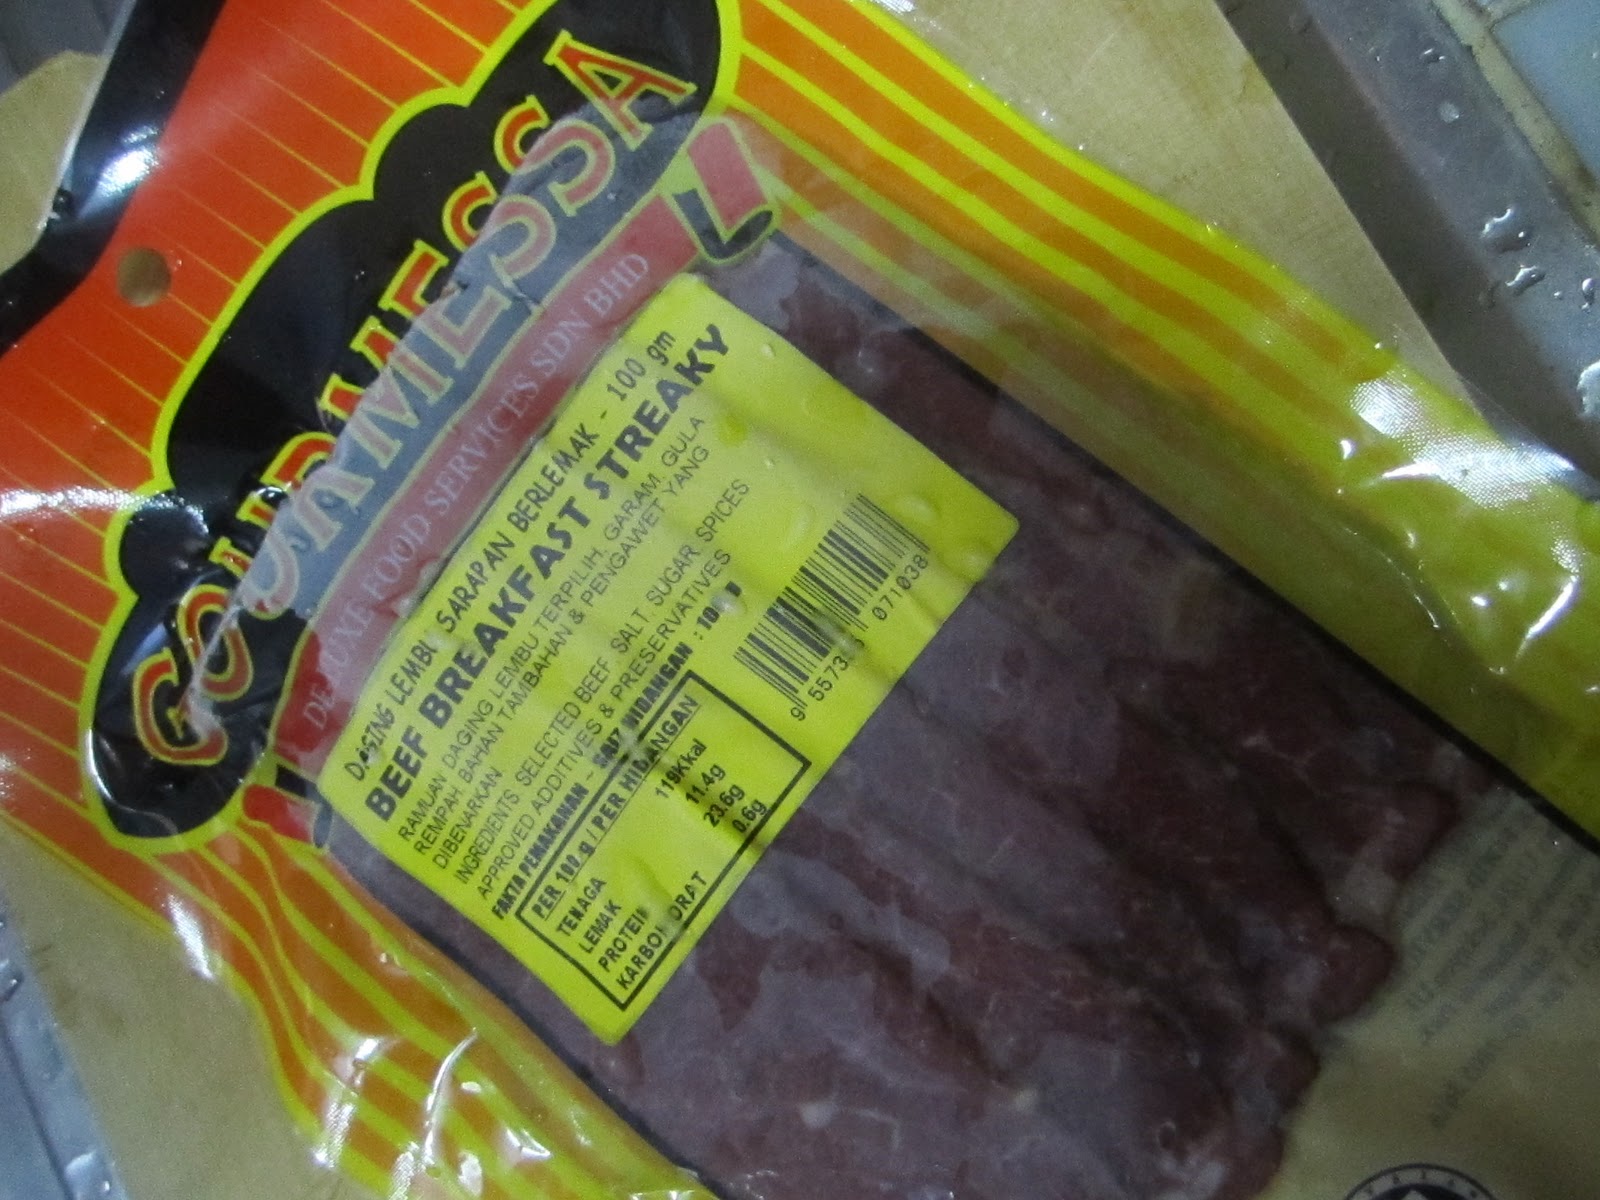 GOURMESSA
DELUXE FOOD SERVICES SDN BHD
DAGING LEMBU SARAPAN BERLEMAK - 100 gm
BEEF BREAKFAST STREAKY
RAMUAN DAGING LEMBU TERPILIH, GARAM, GULA
REMPAH, BAHAN TAMBAHAN & PENGAWET YANG
DIBENARKAN
INGREDIENTS SELECTED BEEF SALT SUGAR SPICES
APPROVED ADDITIVES & PRESERVATIVES
FAKTA PEMAKANAN - SAIZ HIDANGAN :
PER 100 g / PER HIDANGAN
TENAGA 119Kkal
LEMAK 11.4g
PROTEIN 23.6g
KARBOHIDRAT 0.6g
071038